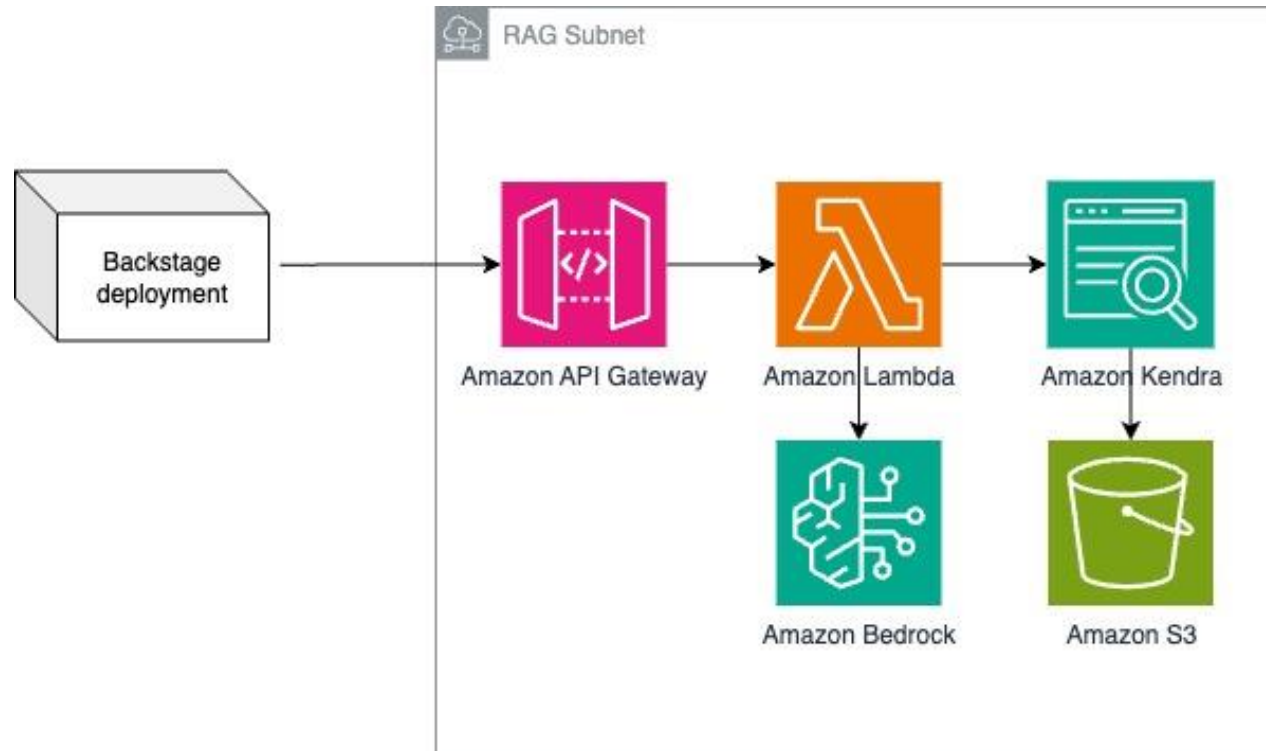 RAG Subnet
Backstage
deployment
Amazon API Gateway
Amazon Lambda
Amazon Kendra
Amazon Bedrock
Amazon S3